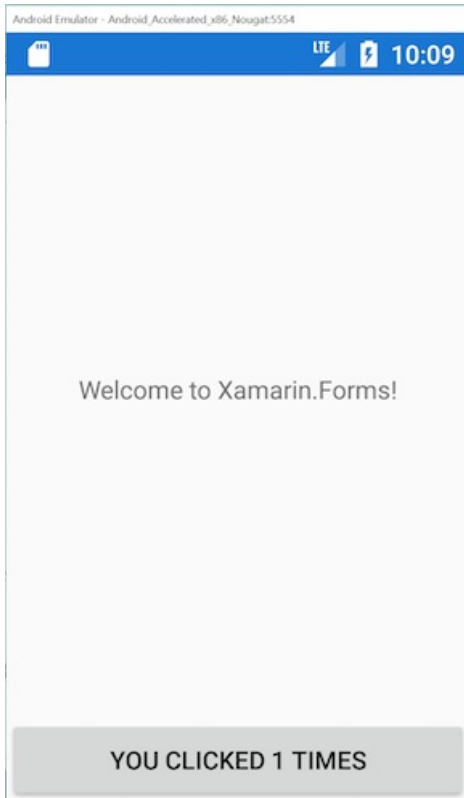 Android Emulator - Android_Accelerated_x86_Nougat:5554
LTE 10:09
Welcome to Xamarin.Forms!
YOU CLICKED 1 TIMES